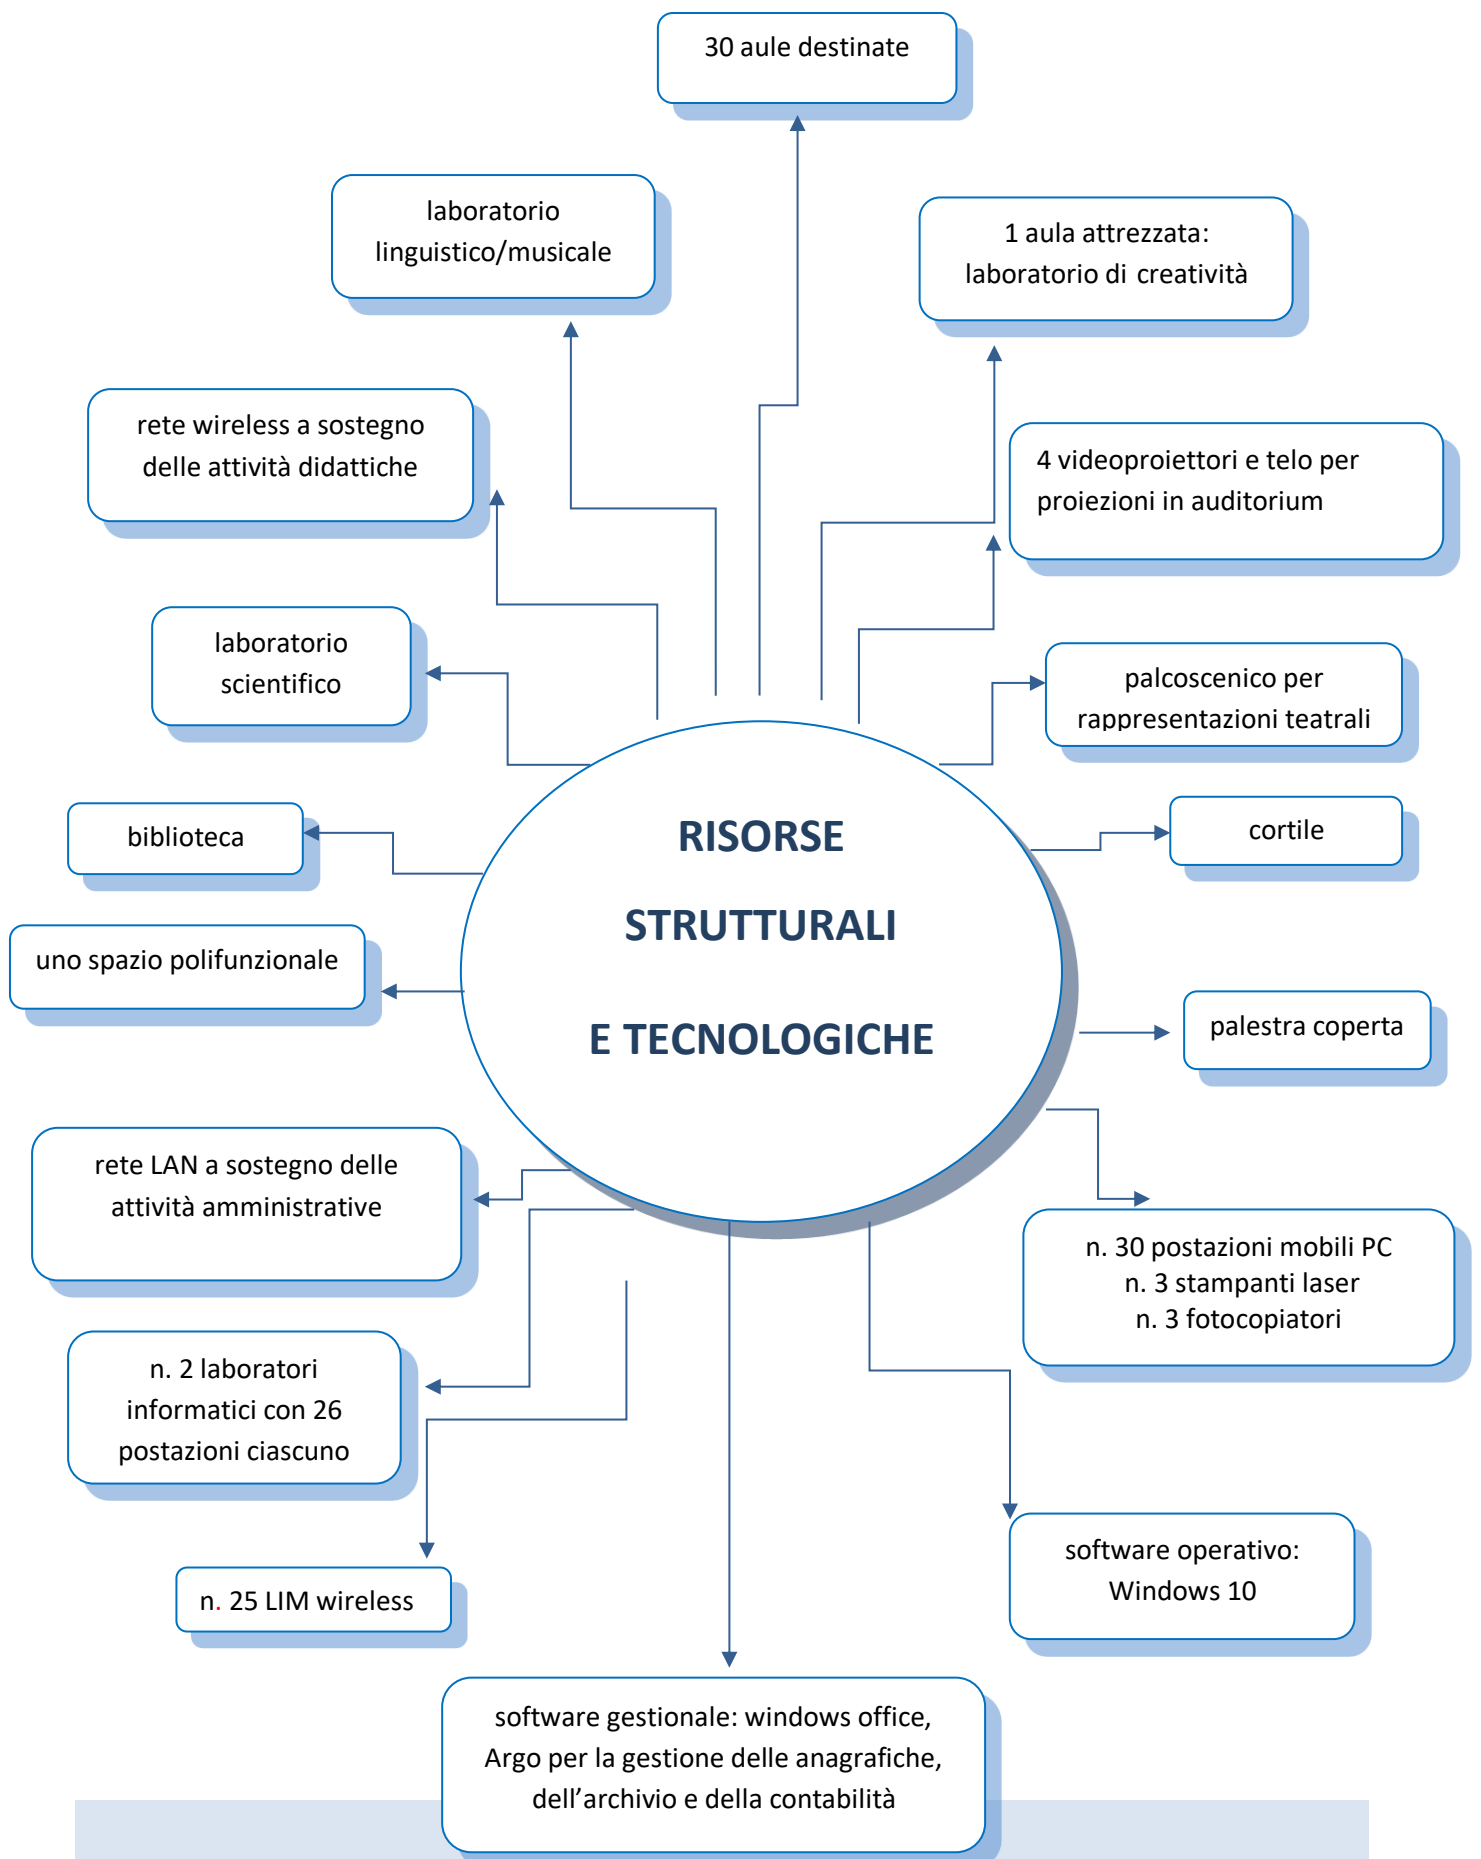 30 aule destinate
laboratorio
linguistico/musicale
1 aula attrezzata:
laboratorio di creatività
rete wireless a sostegno
delle attività didattiche
4 videoproiettori e telo per
proiezioni in auditorium
laboratorio
scientifico
palcoscenico per
rappresentazioni teatrali
biblioteca
cortile
RISORSE
STRUTTURALI
E TECNOLOGICHE
uno spazio polifunzionale
palestra coperta
rete LAN a sostegno delle
attività amministrative
n. 30 postazioni mobili PC
n. 3 stampanti laser
n. 3 fotocopiatori
n. 2 laboratori
informatici con 26
postazioni ciascuno
software operativo:
Windows 10
n. 25 LIM wireless
software gestionale: windows office,
Argo per la gestione delle anagrafiche,
dell’archivio e della contabilità